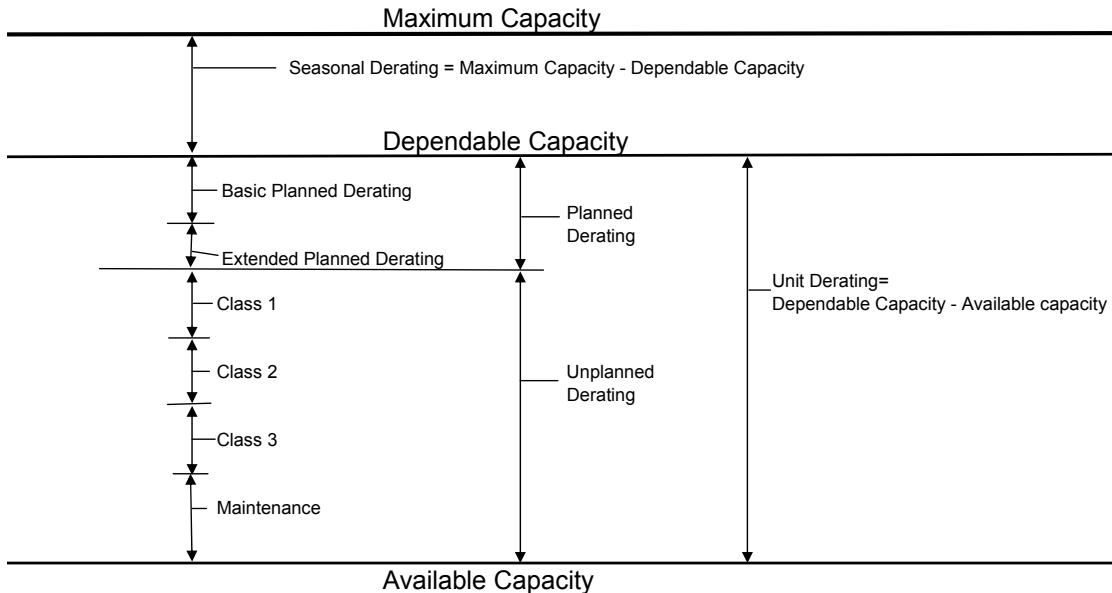 Maximum Capacity
Seasonal Derating = Maximum Capacity - Dependable Capacity
Dependable Capacity
Basic Planned Derating
Planned
Derating
Extended Planned Derating
Unit Derating=
Dependable Capacity - Available capacity
Class 1
Class 2
Unplanned
Derating
Class 3
Maintenance
Available Capacity